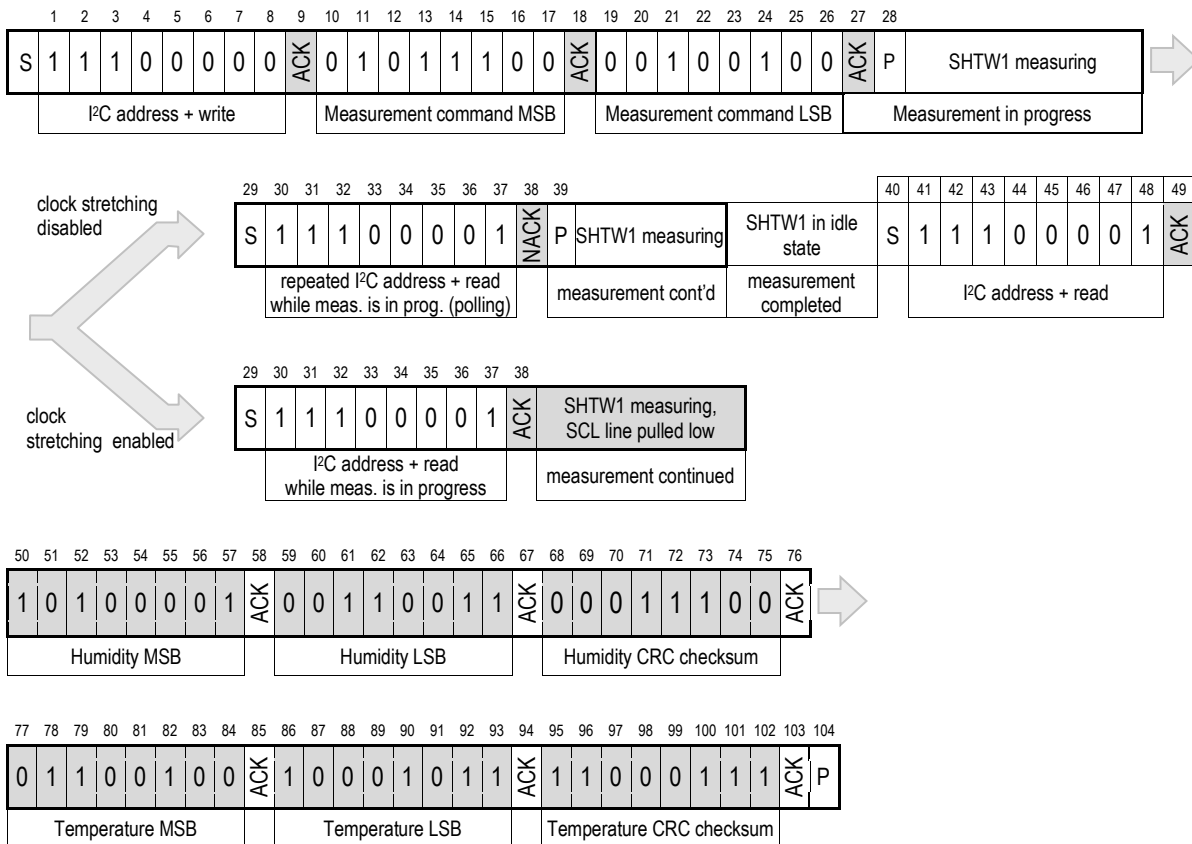 1 2 3 4 5 6 7 8 9 10 11 12 13 14 15 16 17 18 19 20 21 22 23 24 25 26 27 28
S 1 1 1 0 0 0 0 0 ACK 0 1 0 1 1 1 0 0 ACK 0 0 1 0 0 1 0 0 ACK P SHTW1 measuring
I²C address + write Measurement command MSB Measurement command LSB Measurement in progress
clock stretching
disabled
29 30 31 32 33 34 35 36 37 38 39
S 1 1 1 0 0 0 0 1 NACK P SHTW1 measuring
SHTW1 in idle
state
40 41 42 43 44 45 46 47 48 49
S 1 1 1 0 0 0 0 1 ACK
repeated I²C address + read
while meas. is in prog. (polling)
measurement cont'd
measurement
completed
I²C address + read
clock
stretching enabled
29 30 31 32 33 34 35 36 37 38
S 1 1 1 0 0 0 0 1 ACK
SHTW1 measuring,
SCL line pulled low
I²C address + read
while meas. is in progress
measurement continued
50 51 52 53 54 55 56 57 58 59 60 61 62 63 64 65 66 67 68 69 70 71 72 73 74 75 76
1 0 1 0 0 0 0 1 ACK 0 0 1 1 0 0 1 1 ACK 0 0 0 1 1 1 0 0 ACK
Humidity MSB Humidity LSB Humidity CRC checksum
77 78 79 80 81 82 83 84 85 86 87 88 89 90 91 92 93 94 95 96 97 98 99 100 101 102 103 104
0 1 1 0 0 1 0 0 ACK 1 0 0 0 1 0 1 1 ACK 1 1 0 0 0 1 1 1 ACK P
Temperature MSB Temperature LSB Temperature CRC checksum